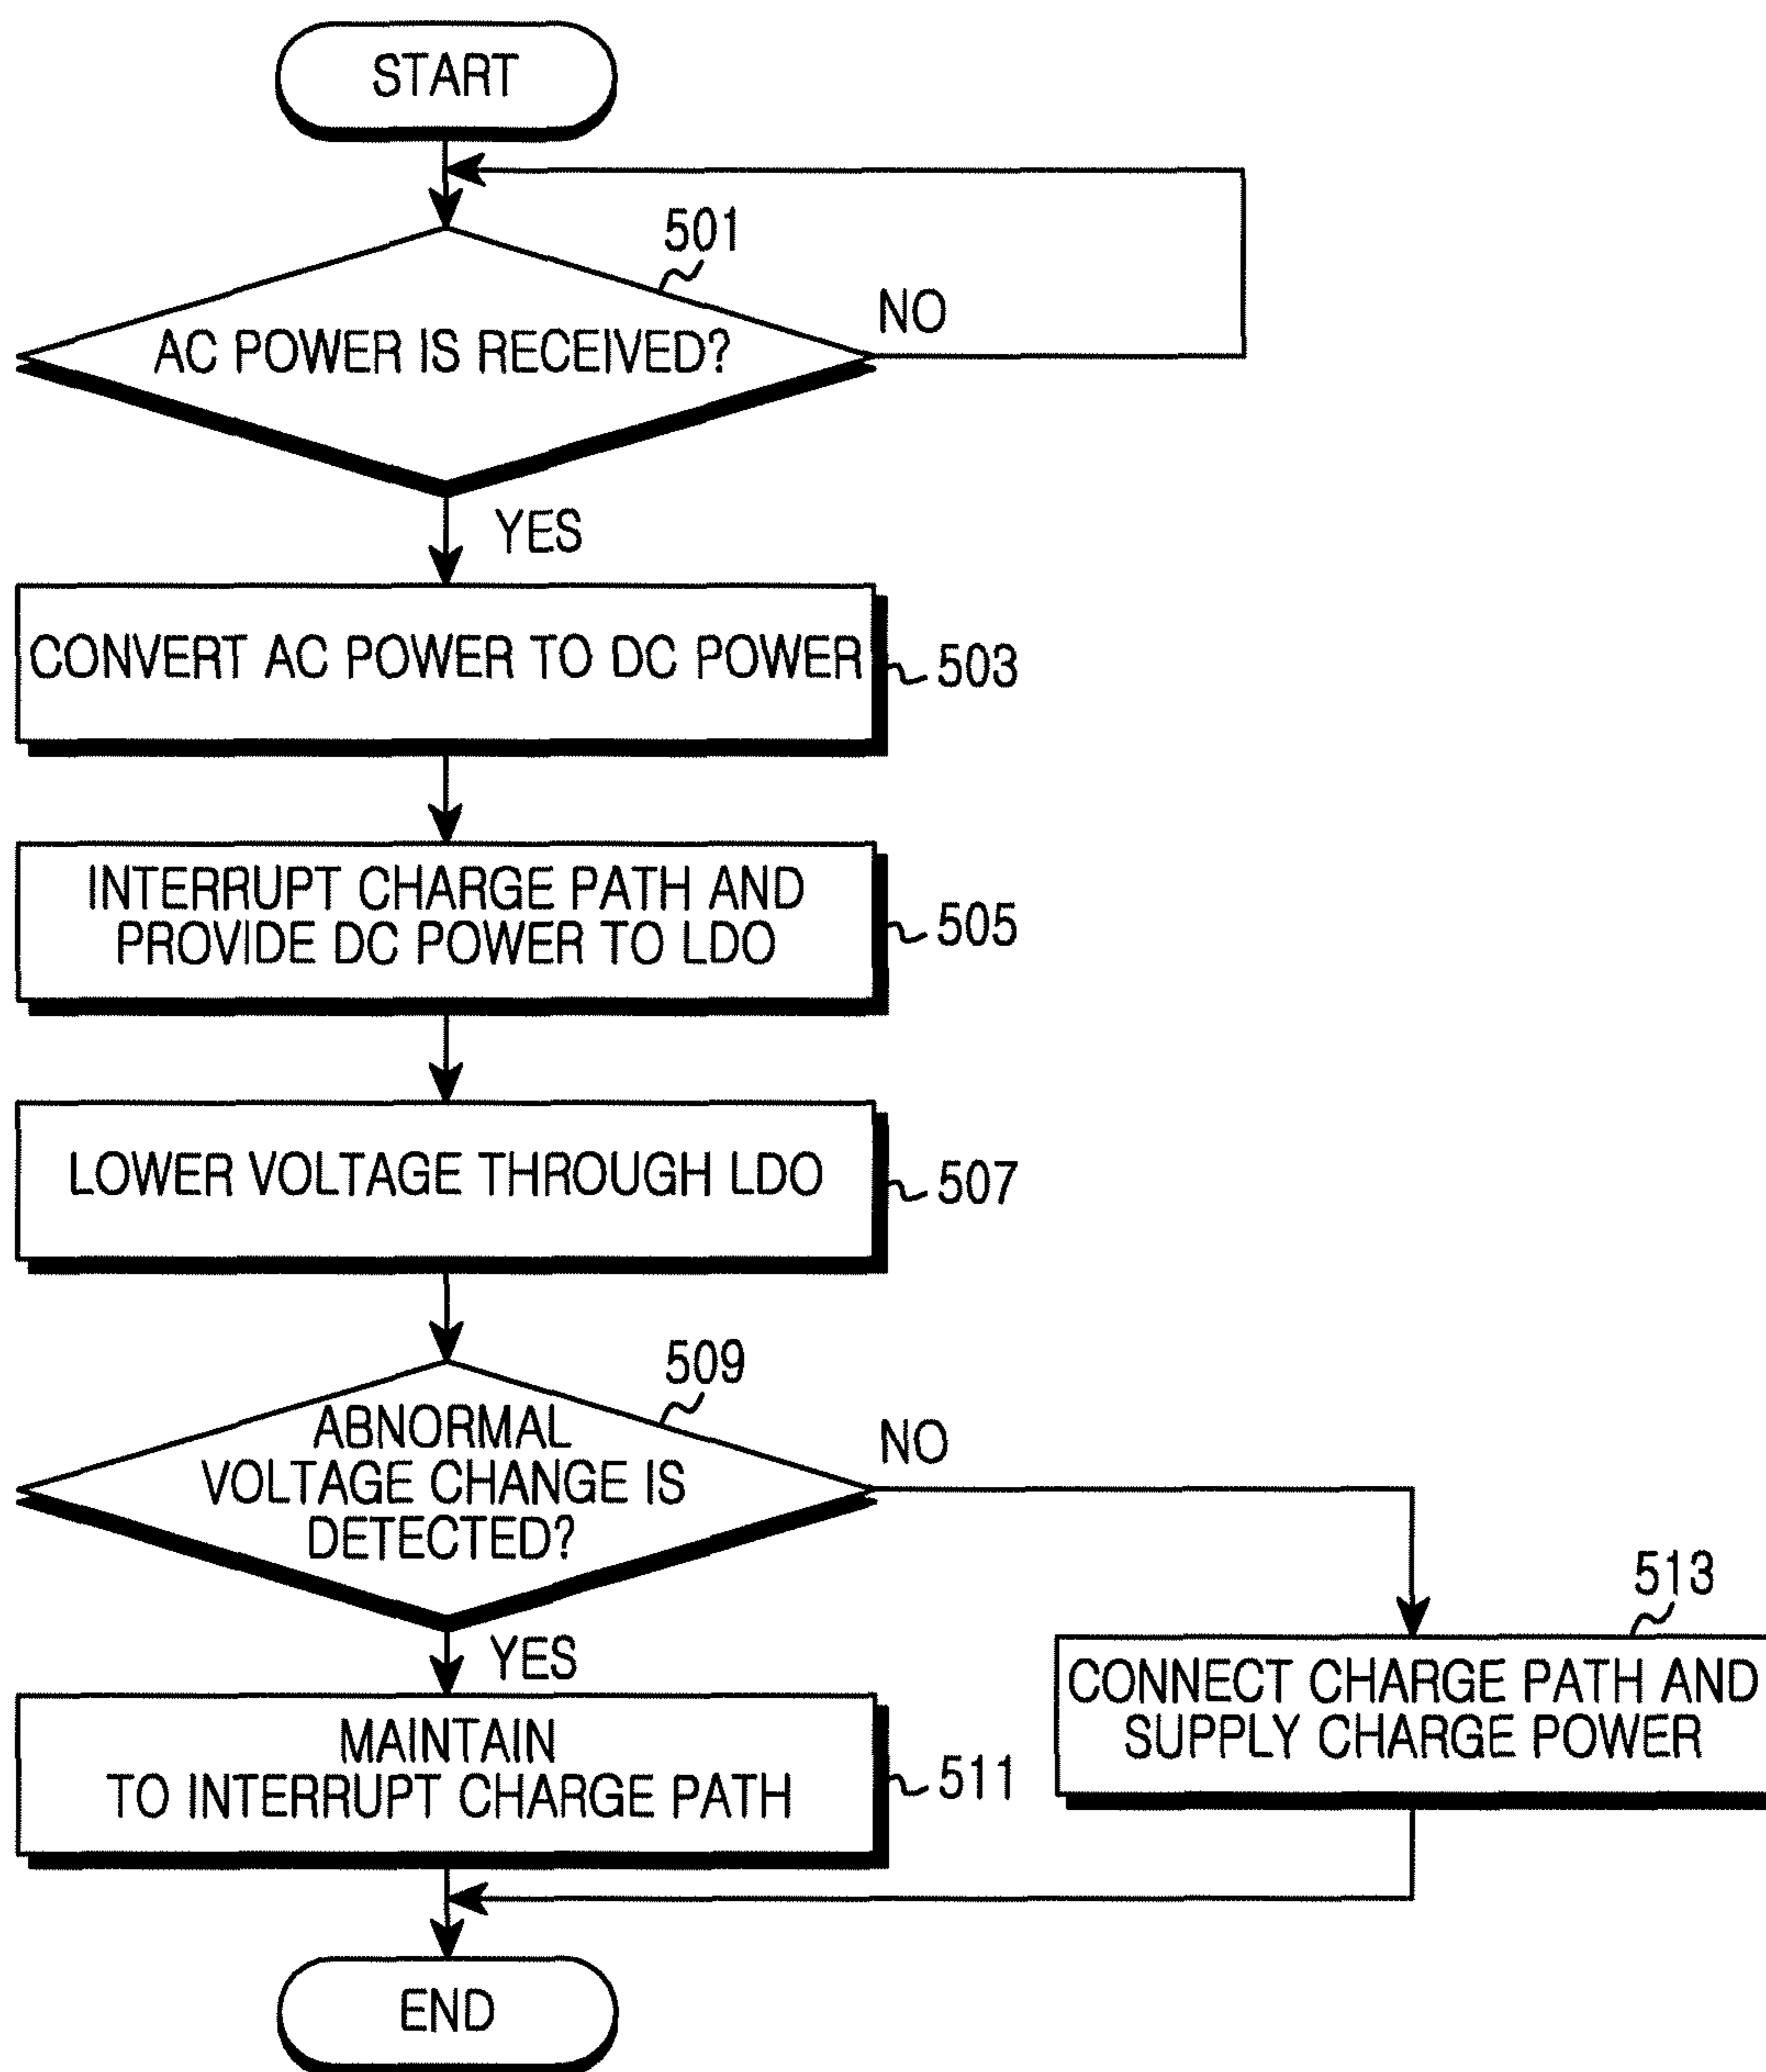 START
501
AC POWER IS RECEIVED?
NO
YES
CONVERT AC POWER TO DC POWER
503
INTERRUPT CHARGE PATH AND
PROVIDE DC POWER TO LDO
505
LOWER VOLTAGE THROUGH LDO
507
509
ABNORMAL
VOLTAGE CHANGE IS
DETECTED?
NO
YES
513
CONNECT CHARGE PATH AND
SUPPLY CHARGE POWER
MAINTAIN
TO INTERRUPT CHARGE PATH
511
END